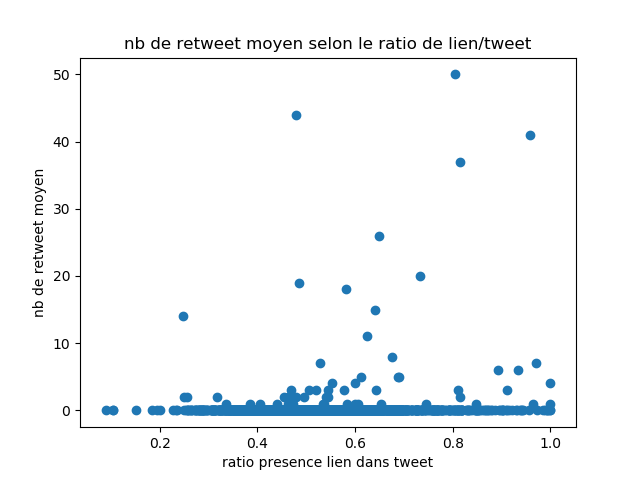 nb de retweet moyen selon le ratio de lien/tweet
50
40
30
20
10
0
nb de retweet moyen
0.2 0.4 0.6 0.8 1.0
ratio presence lien dans tweet